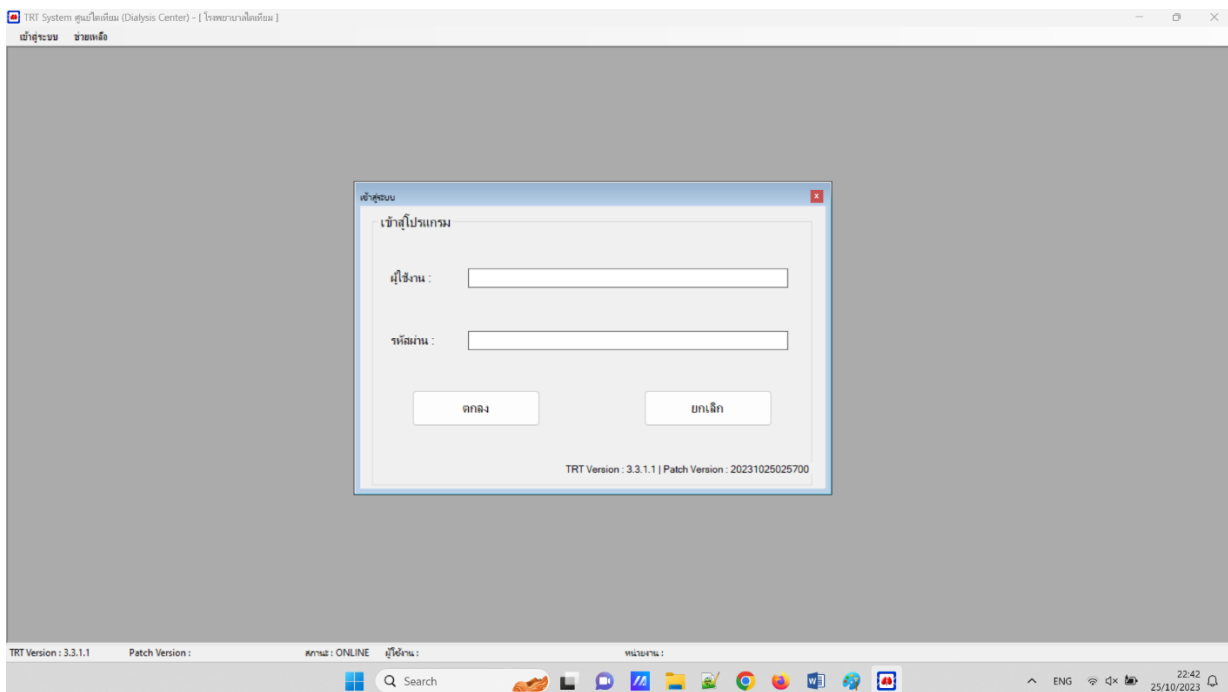 TRT System ศูนย์ไตเทียม (Dialysis Center) - [ โรงพยาบาลไตเทียม ]
เข้าสู่ระบบ ช่วยเหลือ
เข้าสู่ระบบ
เข้าสู่โปรแกรม
ผู้ใช้งาน :
รหัสผ่าน :
ตกลง ยกเลิก
TRT Version : 3.3.1.1 | Patch Version : 20231025025700
TRT Version : 3.3.1.1 Patch Version : สถานะ : ONLINE ผู้ใช้งาน : หน่วยงาน :
Search ENG 22:42
25/10/2023